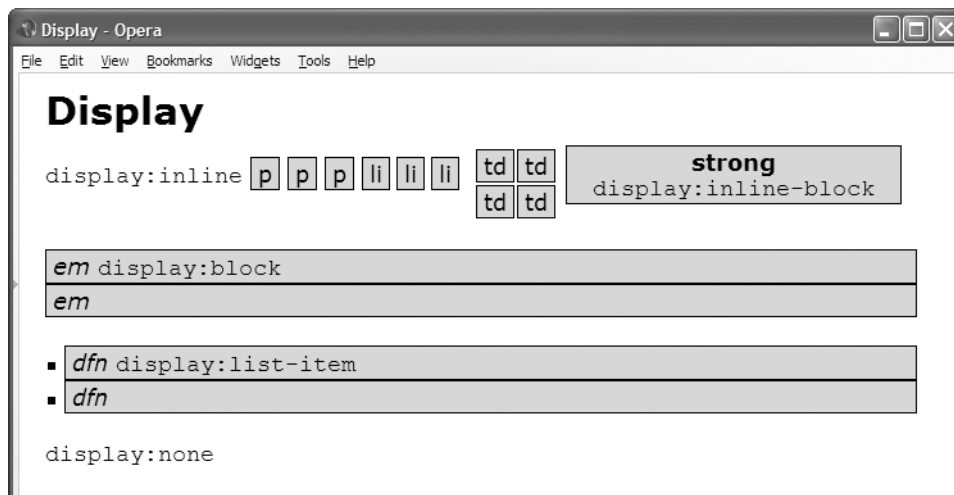 Display - Opera
File Edit View Bookmarks Widgets Tools Help
Display
display:inline p p p li li li td td strong
td td display:inline-block
em display:block
em
dfn display:list-item
dfn
display:none